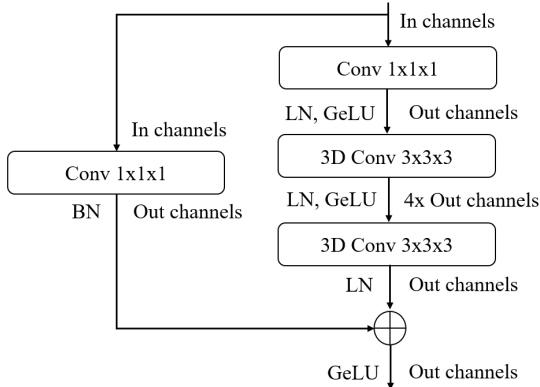 In channels
Conv 1x1x1
LN, GeLU Out channels
In channels
3D Conv 3x3x3
Conv 1x1x1
LN, GeLU 4x Out channels
BN Out channels
3D Conv 3x3x3
LN Out channels
GeLU Out channels